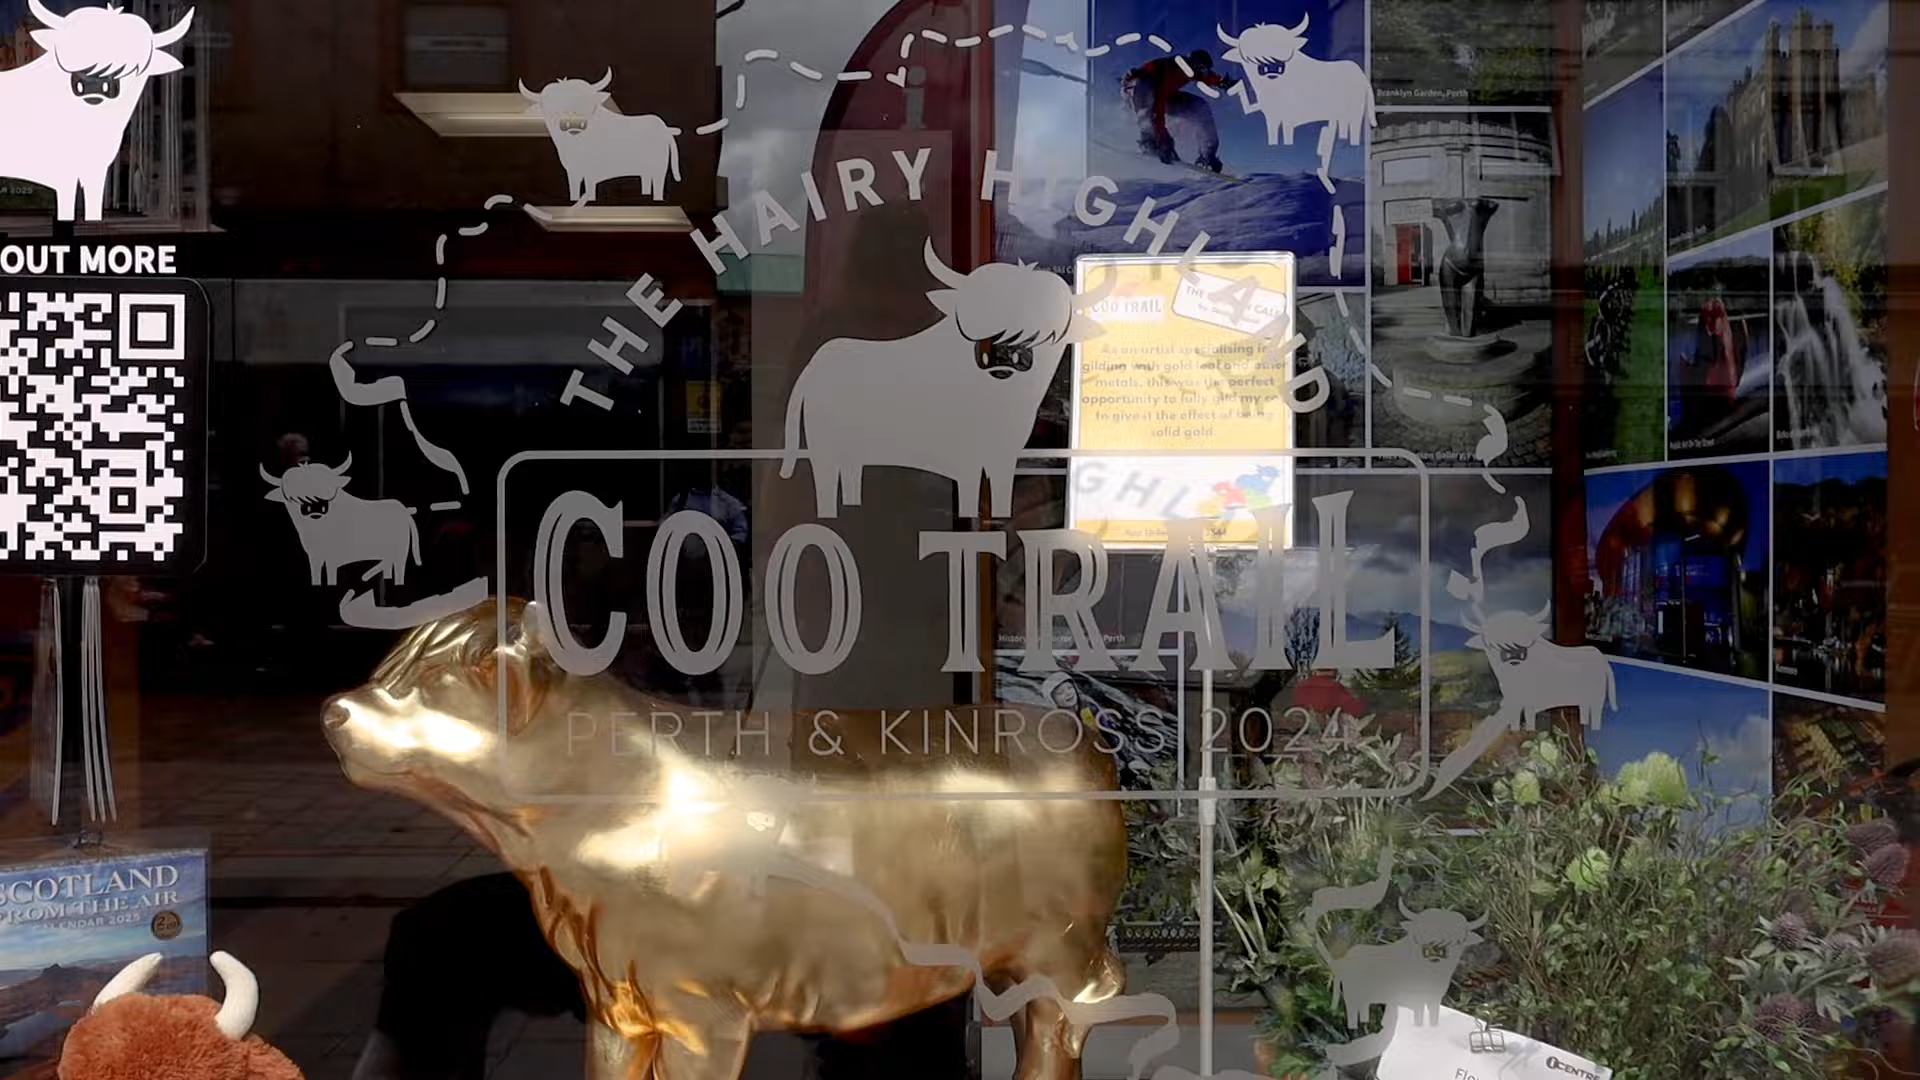 OUT MORE
THE HAIRY HIGHLAND
COO TRAIL
PERTH & KINROSS 2024
COO TRAIL
THE
As an artist specialising in
gilding with gold leaf and other
metals, this was the perfect
opportunity to fully gild my coo
to give it the effect of being
solid gold.
Branklyn Garden, Perth
SCOTLAND
FROM THE AIR
CALENDAR 2025
iCENTRE